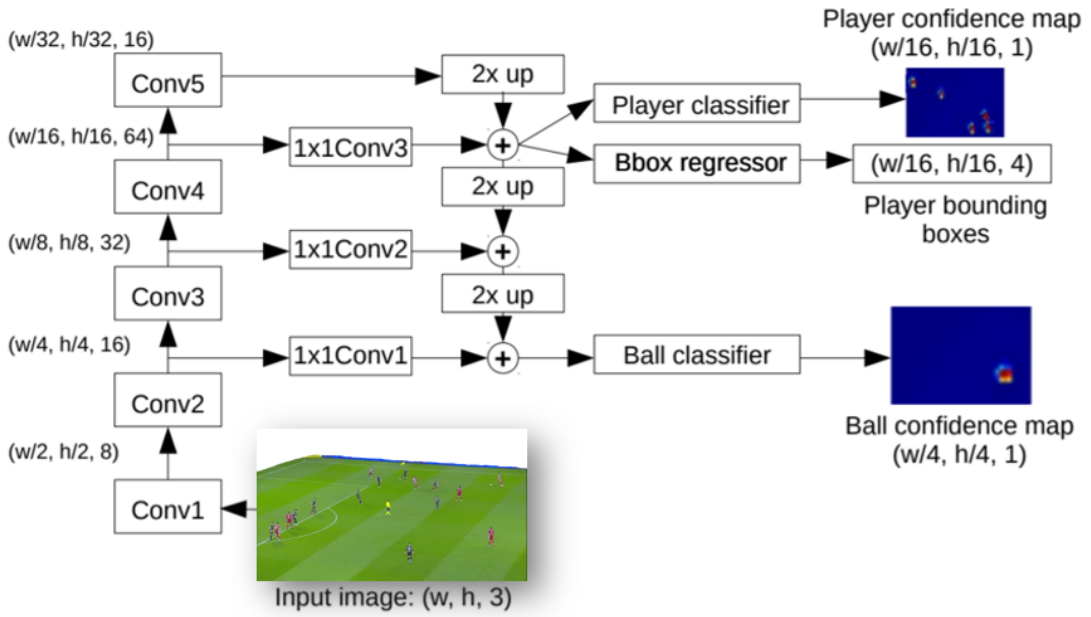 Player confidence map
(w/16, h/16, 1)
(w/32, h/32, 16)
Conv5
2x up
Player classifier
(w/16, h/16, 64)
1x1Conv3
+
Bbox regressor
(w/16, h/16, 4)
Player bounding
boxes
Conv4
2x up
(w/8, h/8, 32)
1x1Conv2
+
Conv3
2x up
(w/4, h/4, 16)
1x1Conv1
+
Ball classifier
Conv2
Ball confidence map
(w/4, h/4, 1)
(w/2, h/2, 8)
Conv1
Input image: (w, h, 3)